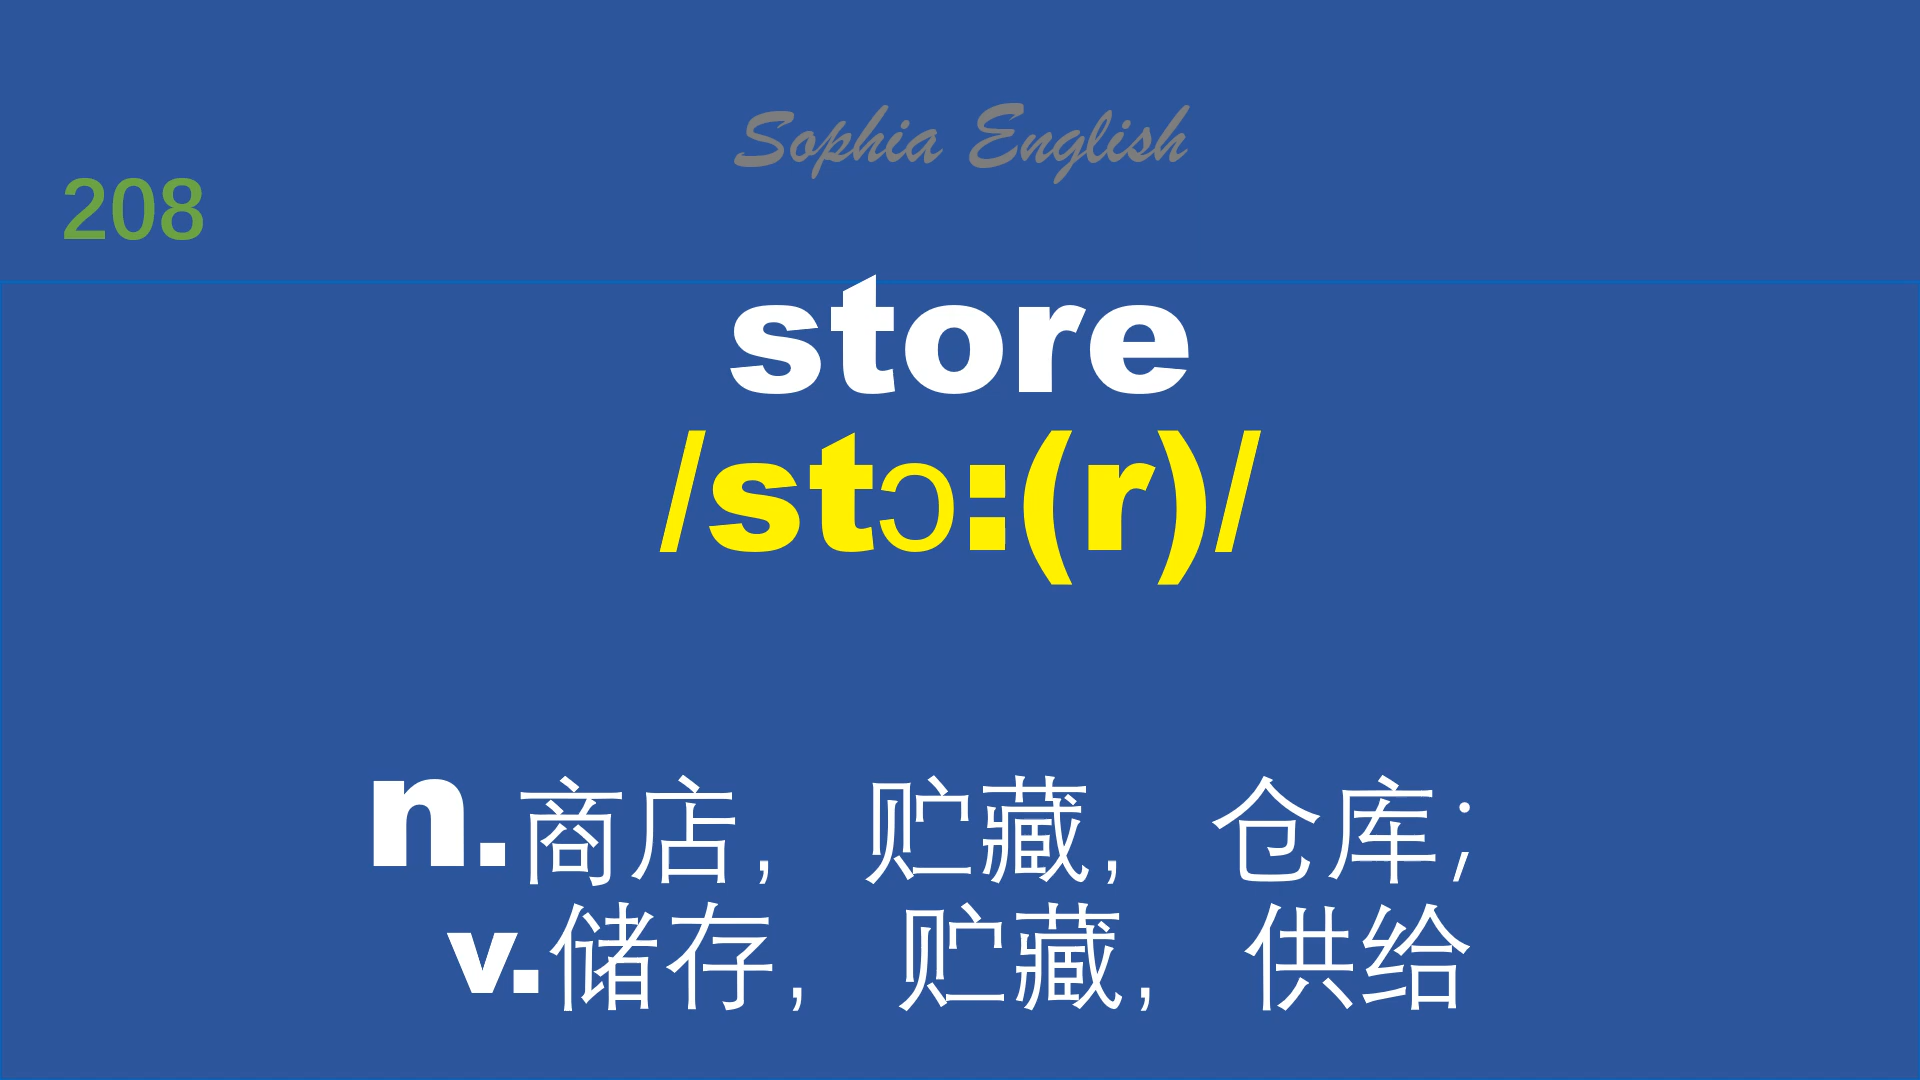 Sophia English
208
store
/stɔ:(r)/
n.商店, 贮藏, 仓库;
v.储存, 贮藏, 供给